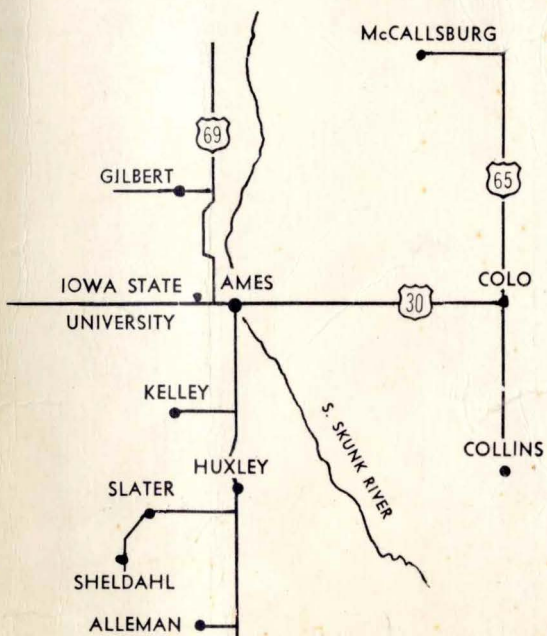 McCALLSBURG
69
65
GILBERT
IOWA STATE
UNIVERSITY
AMES
30
COLO
KELLEY
S. SKUNK RIVER
HUXLEY
COLLINS
SLATER
SHELDAHL
ALLEMAN